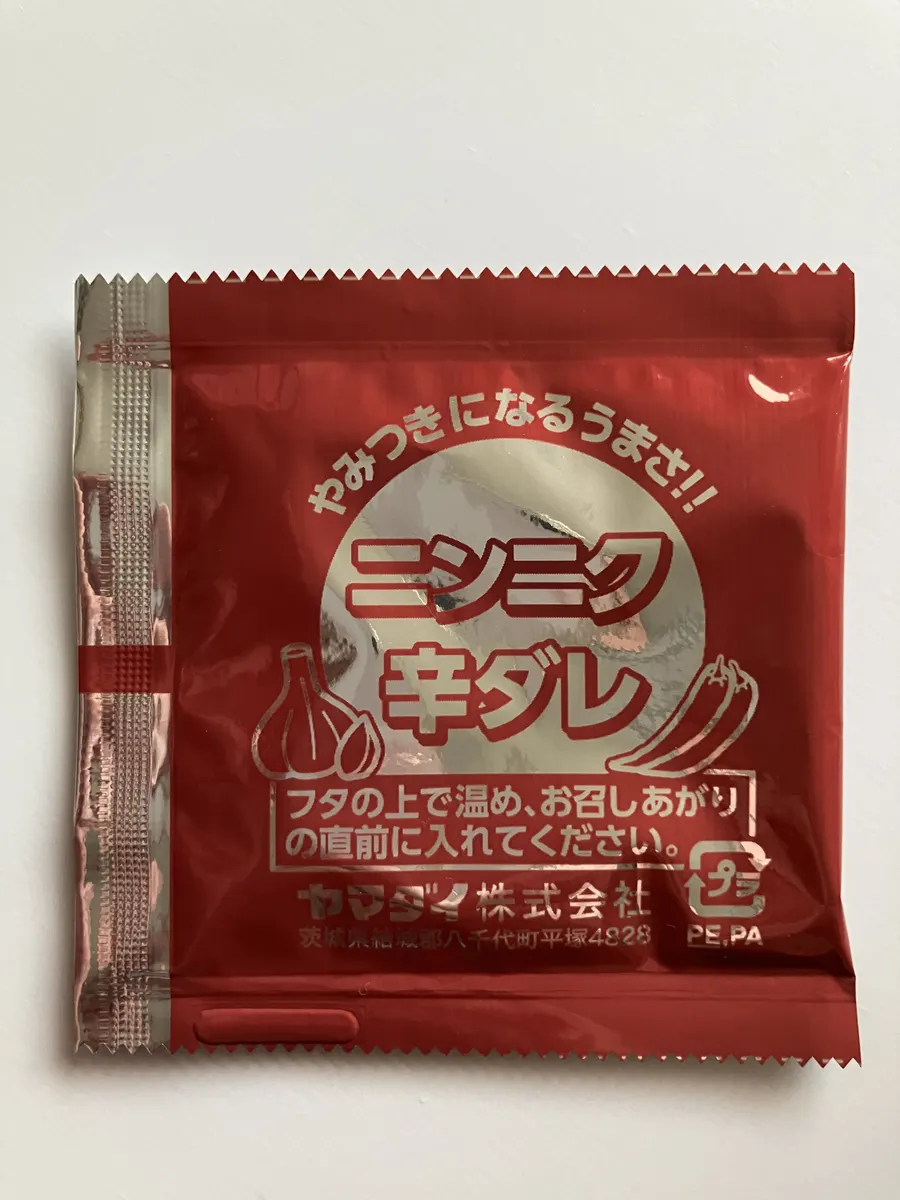 やみつきになるうまさ!!
ニンニク
辛ダレ
フタの上で温め、お召しあがり
の直前に入れてください。
ヤマダイ株式会社
茨城県結城郡八千代町平塚4828
プラ
PE,PA